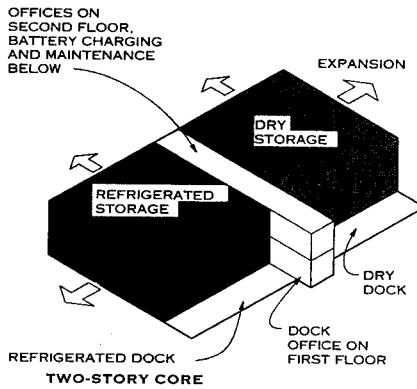 OFFICES ON
SECOND FLOOR,
BATTERY CHARGING
AND MAINTENANCE
BELOW
EXPANSION
DRY
STORAGE
REFRIGERATED
STORAGE
DRY
DOCK
DOCK
OFFICE ON
FIRST FLOOR
REFRIGERATED DOCK
TWO-STORY CORE